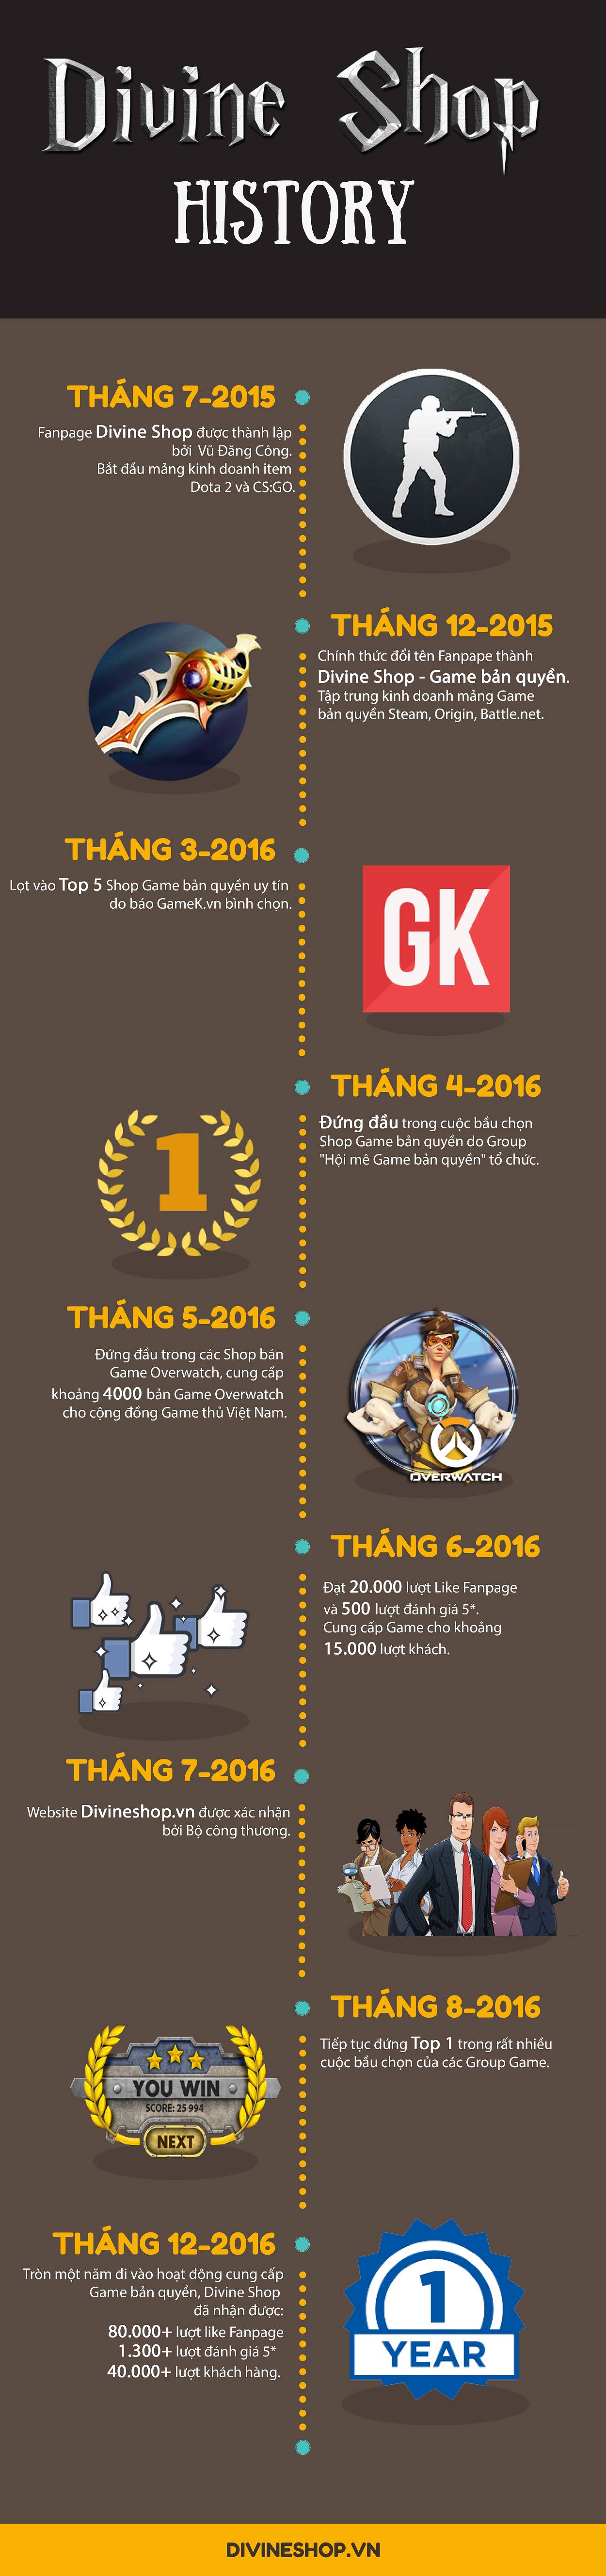 Divine Shop
HISTORY
THÁNG 7-2015
Fanpage Divine Shop được thành lập
bởi Vũ Đăng Công.
Bắt đầu mảng kinh doanh item
Dota 2 và CS:GO.
THÁNG 12-2015
Chính thức đổi tên Fanpape thành
Divine Shop - Game bản quyền.
Tập trung kinh doanh mảng Game
bản quyền Steam, Origin, Battle.net.
THÁNG 3-2016
Lọt vào Top 5 Shop Game bản quyền uy tín
do báo GameK.vn bình chọn.
GK
THÁNG 4-2016
Đứng đầu trong cuộc bầu chọn
Shop Game bản quyền do Group
"Hội mê Game bản quyền" tổ chức.
1
THÁNG 5-2016
Đứng đầu trong các Shop bán
Game Overwatch, cung cấp
khoảng 4000 bản Game Overwatch
cho cộng đồng Game thủ Việt Nam.
OVERWATCH
THÁNG 6-2016
Đạt 20.000 lượt Like Fanpage
và 500 lượt đánh giá 5*.
Cung cấp Game cho khoảng
15.000 lượt khách.
THÁNG 7-2016
Website Divineshop.vn được xác nhận
bởi Bộ công thương.
THÁNG 8-2016
Tiếp tục đứng Top 1 trong rất nhiều
cuộc bầu chọn của các Group Game.
YOU WIN
SCORE: 25 994
NEXT
THÁNG 12-2016
Tròn một năm đi vào hoạt động cung cấp
Game bản quyền, Divine Shop
đã nhận được:
80.000+ lượt like Fanpage
1.300+ lượt đánh giá 5*
40.000+ lượt khách hàng.
1
YEAR
DIVINESHOP.VN